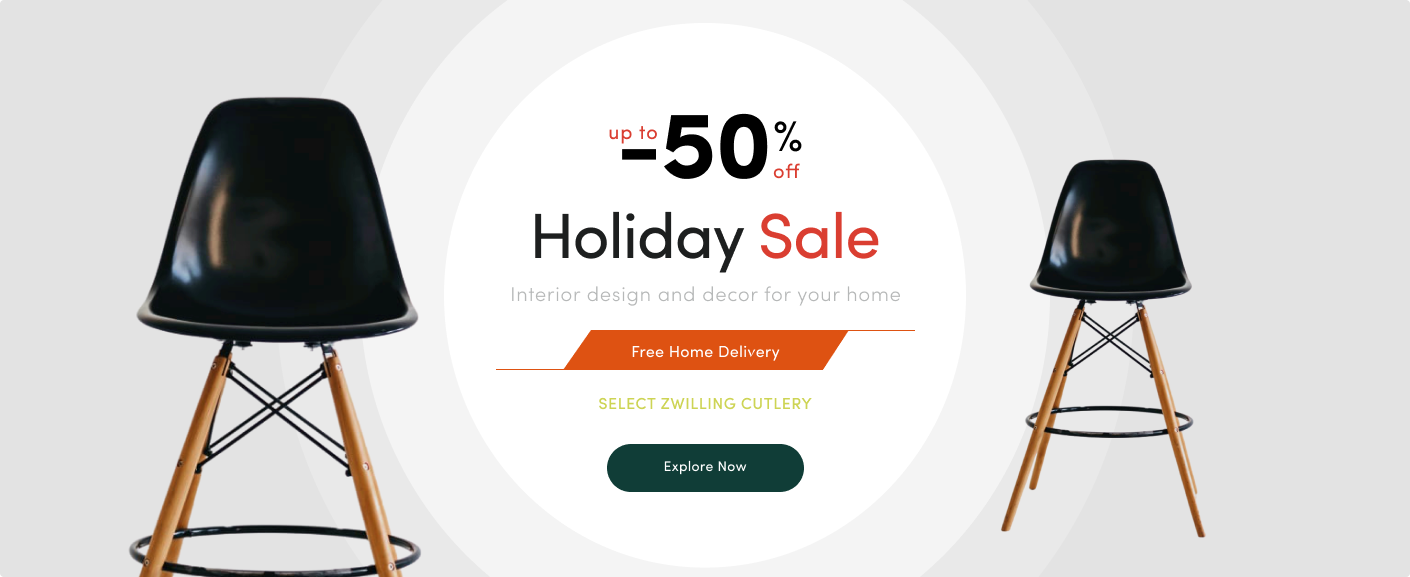 up to
-50%
off
Holiday Sale
Interior design and decor for your home
Free Home Delivery
SELECT ZWILLING CUTLERY
Explore Now